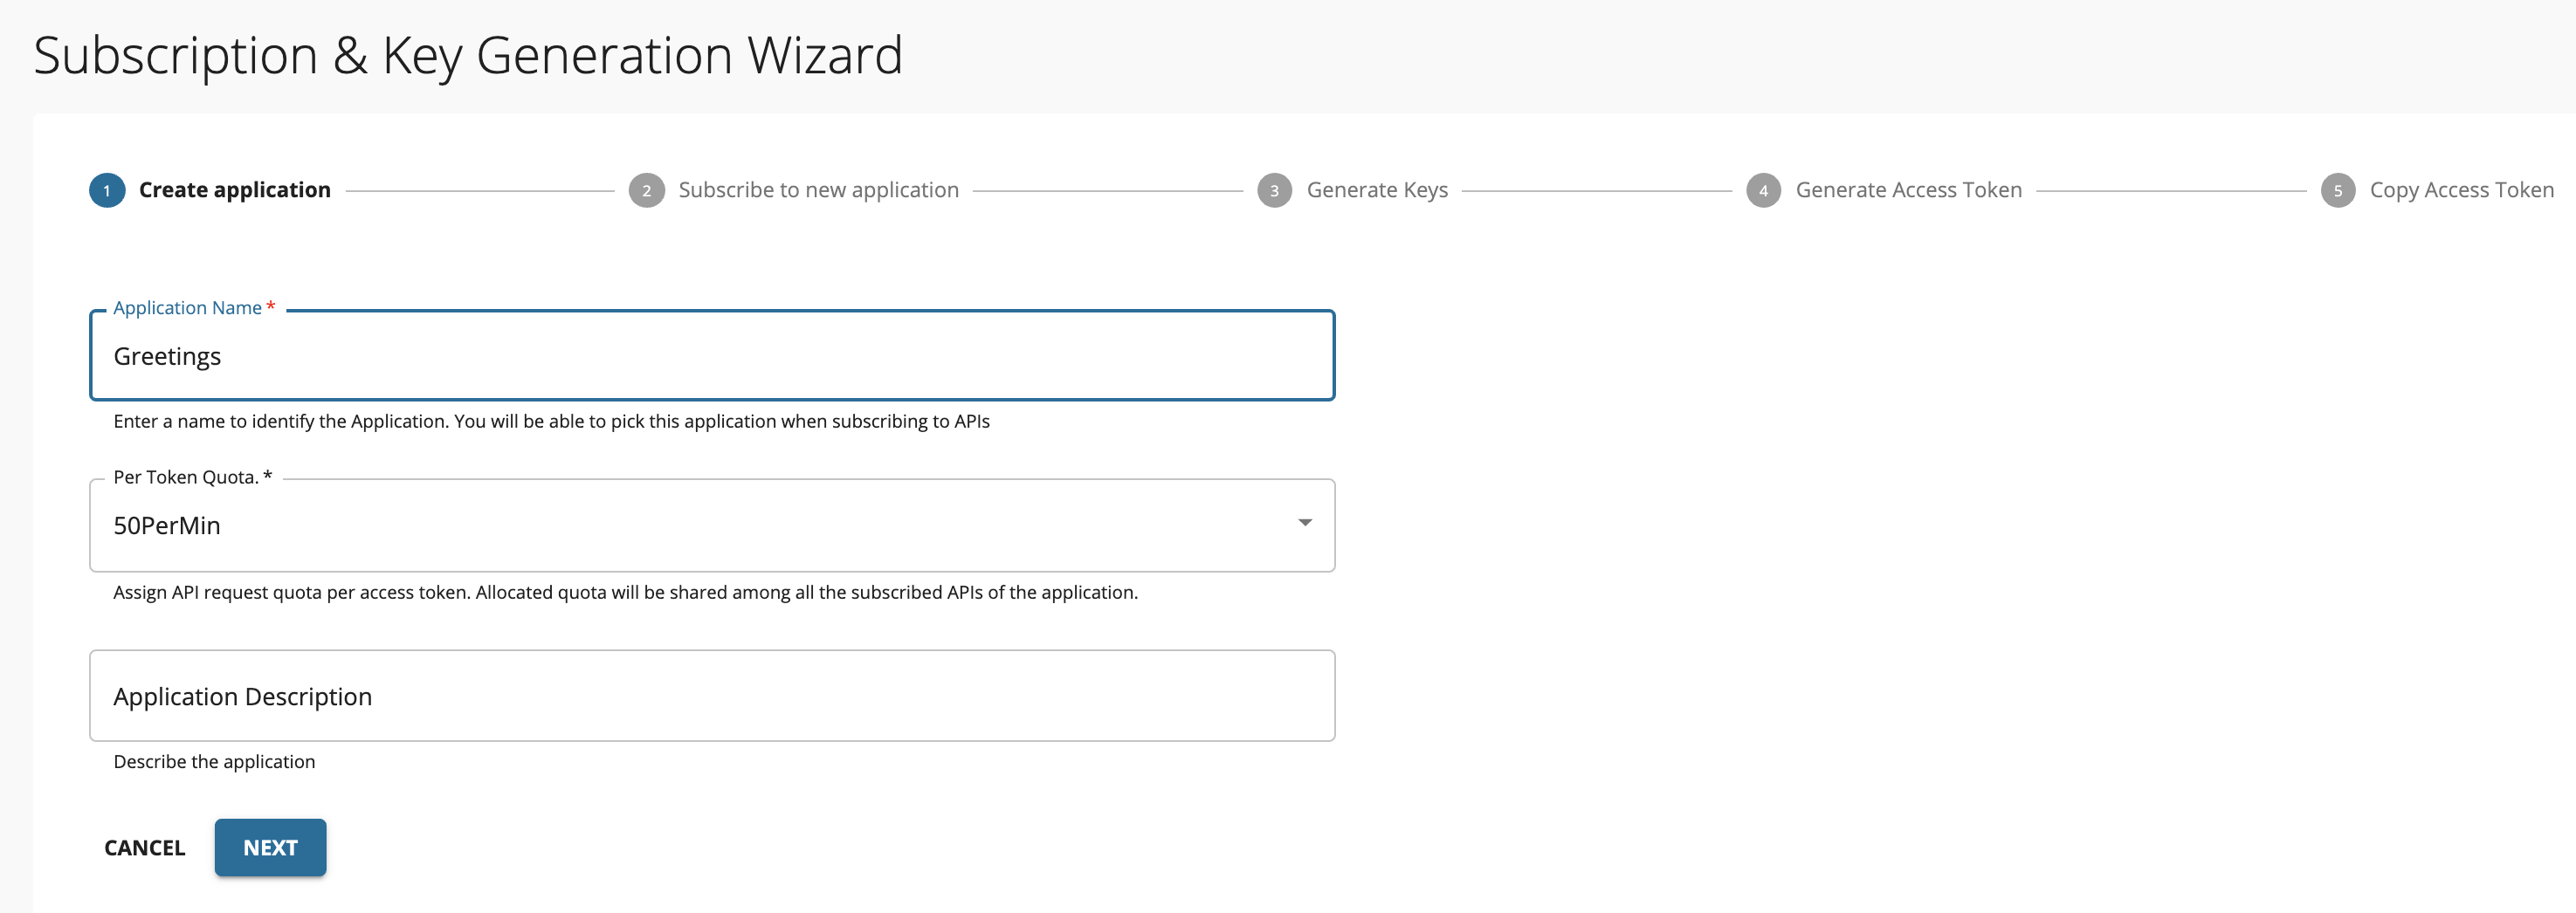 Subscription & Key Generation Wizard
1 Create application 2 Subscribe to new application 3 Generate Keys 4 Generate Access Token 5 Copy Access Token
Application Name *
Greetings
Enter a name to identify the Application. You will be able to pick this application when subscribing to APIs
Per Token Quota. *
50PerMin
Assign API request quota per access token. Allocated quota will be shared among all the subscribed APIs of the application.
Application Description
Describe the application
CANCEL NEXT